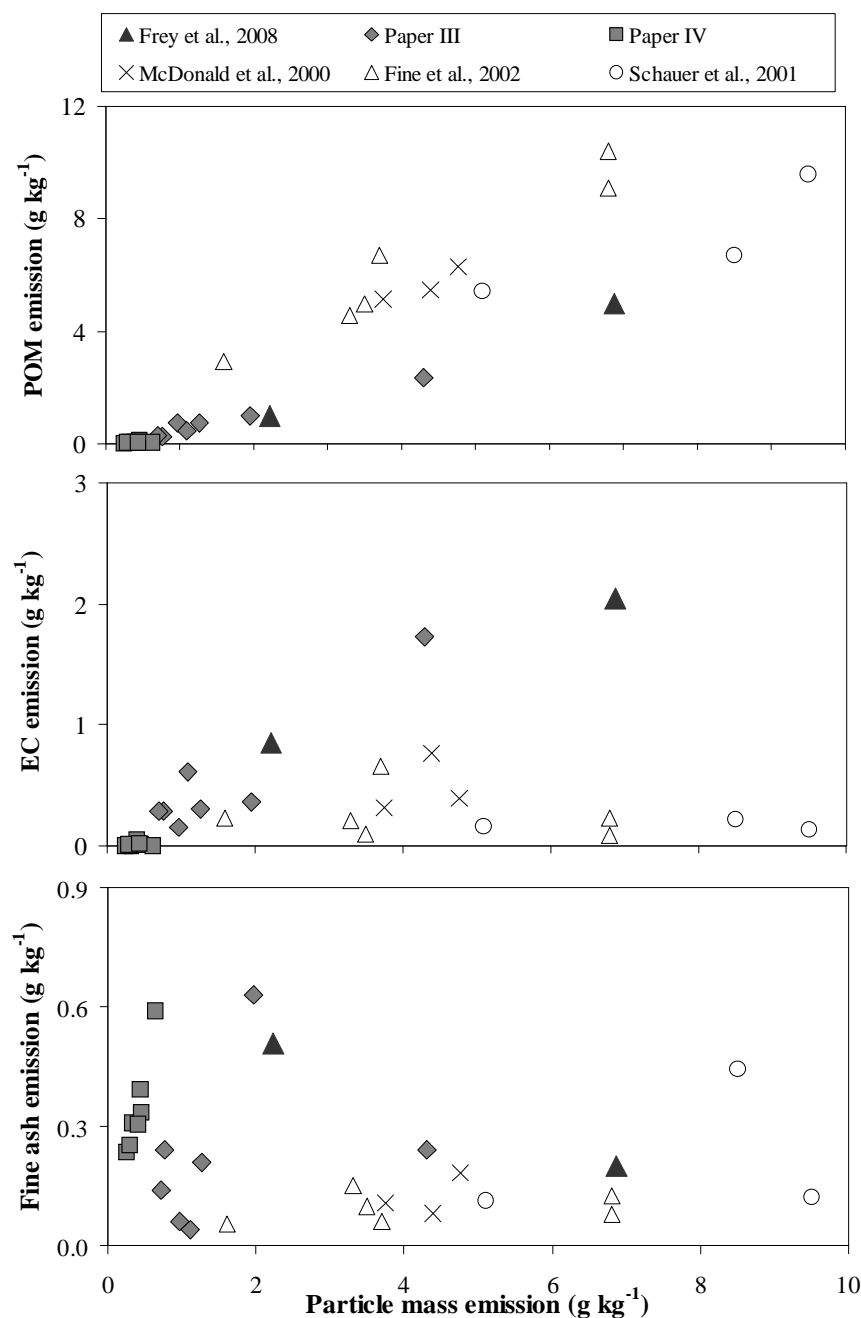 Frey et al., 2008 Paper III Paper IV
McDonald et al., 2000 Fine et al., 2002 Schauer et al., 2001
12
8
4
0
POM emission (g kg-1)
3
2
1
0
EC emission (g kg-1)
0.9
0.6
0.3
0.0
Fine ash emission (g kg-1)
0 2 4 6 8 10
Particle mass emission (g kg-1)